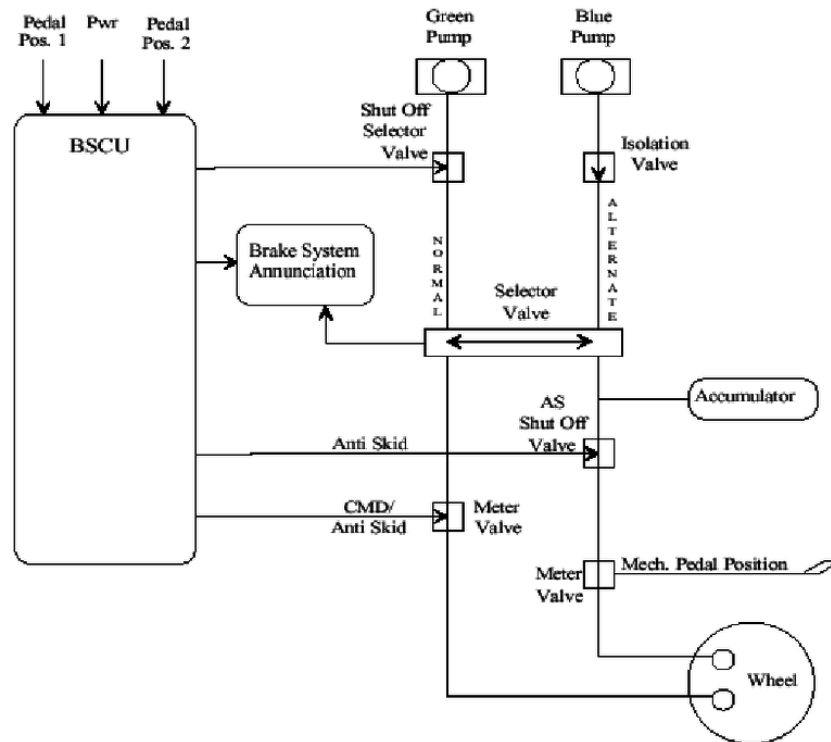 Pedal
Pos. 1
Pwr
Pedal
Pos. 2
Green
Pump
Blue
Pump
BSCU
Shut Off
Selector
Valve
Isolation
Valve
NORMAL
ALTERNATE
Brake System
Annunciation
Selector
Valve
Accumulator
AS
Shut Off
Valve
Anti Skid
CMD/
Anti Skid
Meter
Valve
Mech. Pedal Position
Meter
Valve
Wheel